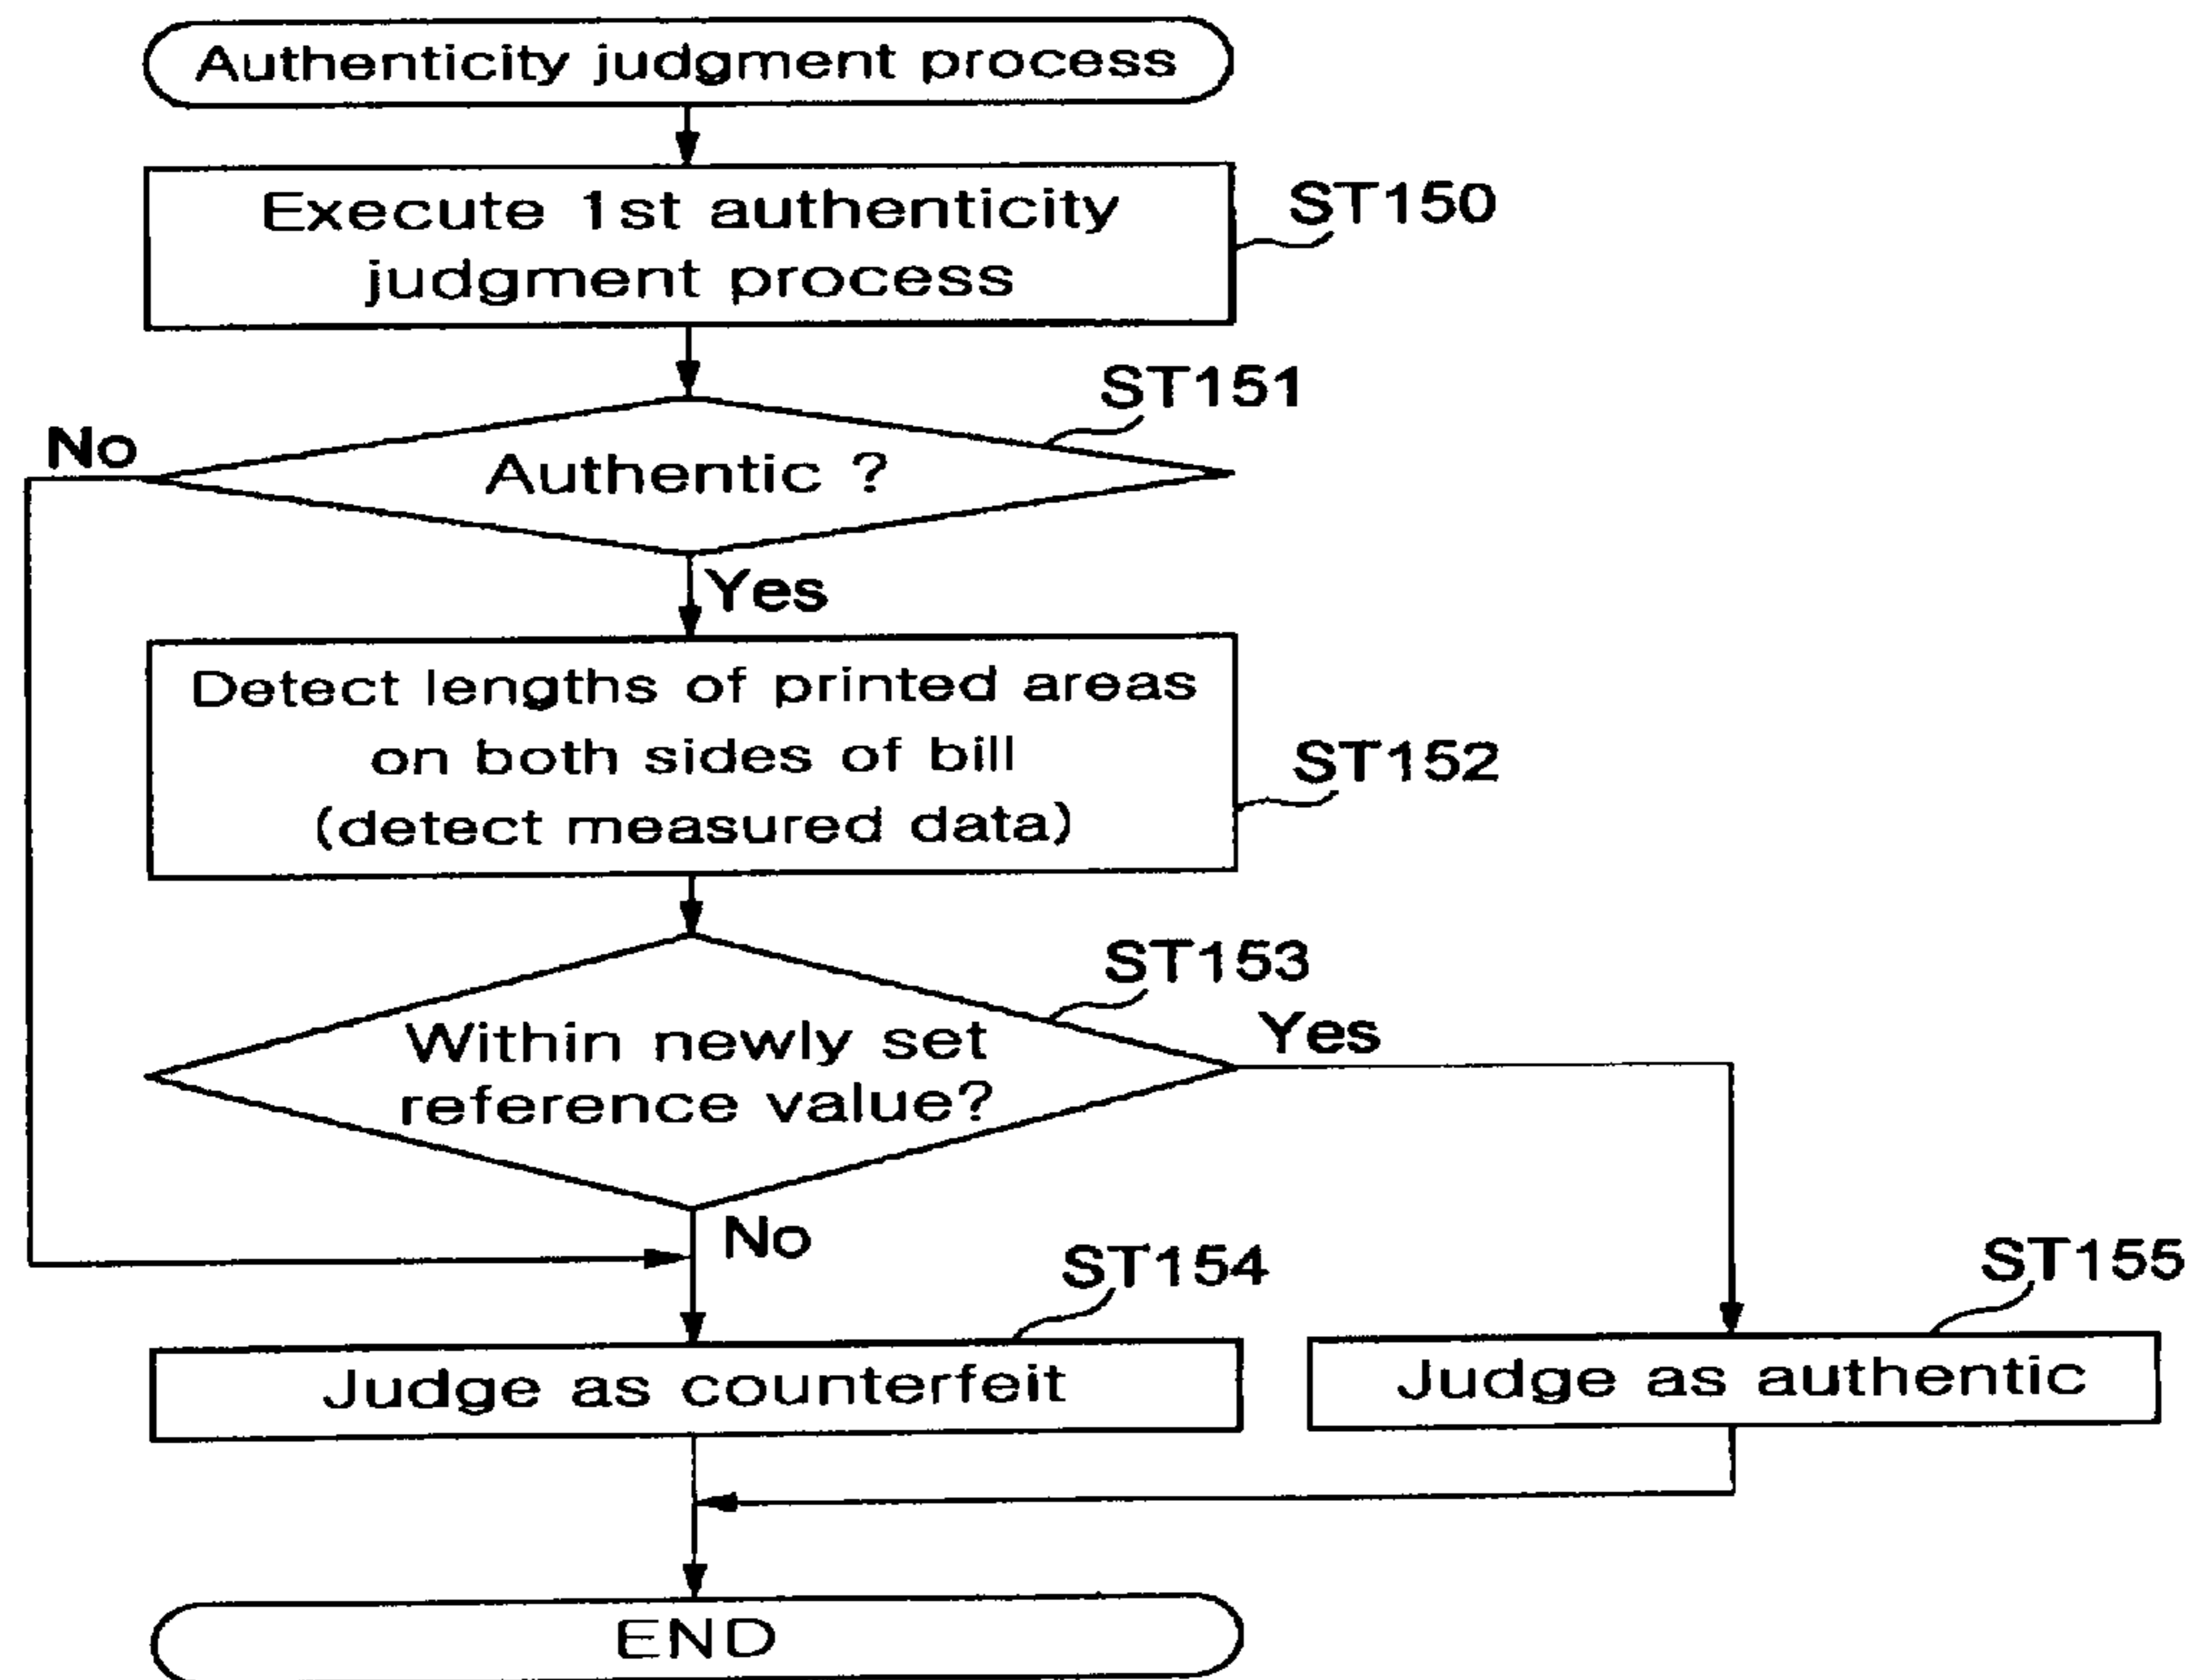 Authenticity judgment process
Execute 1st authenticity
judgment process
ST150
ST151
No
Authentic ?
Yes
Detect lengths of printed areas
on both sides of bill
(detect measured data)
ST152
ST153
Within newly set
reference value?
Yes
No
ST154
ST155
Judge as counterfeit
Judge as authentic
END